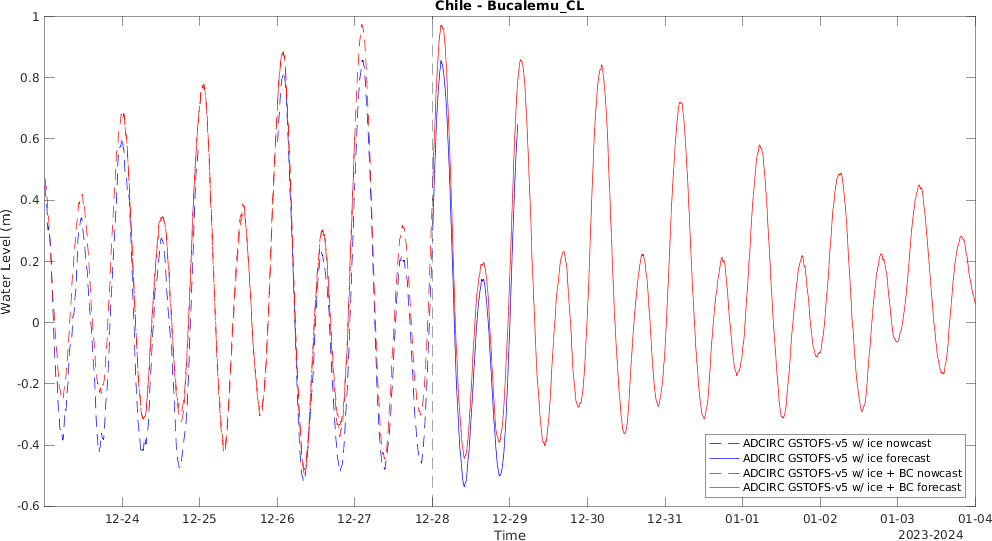 Chile - Bucalemu_CL
Water Level (m)
1
0.8
0.6
0.4
0.2
0
-0.2
-0.4
-0.6
ADCIRC GSTOFS-v5 w/ ice nowcast
ADCIRC GSTOFS-v5 w/ ice forecast
ADCIRC GSTOFS-v5 w/ ice + BC nowcast
ADCIRC GSTOFS-v5 w/ ice + BC forecast
12-24 12-25 12-26 12-27 12-28 12-29 12-30 12-31 01-01 01-02 01-03 01-04
Time
2023-2024